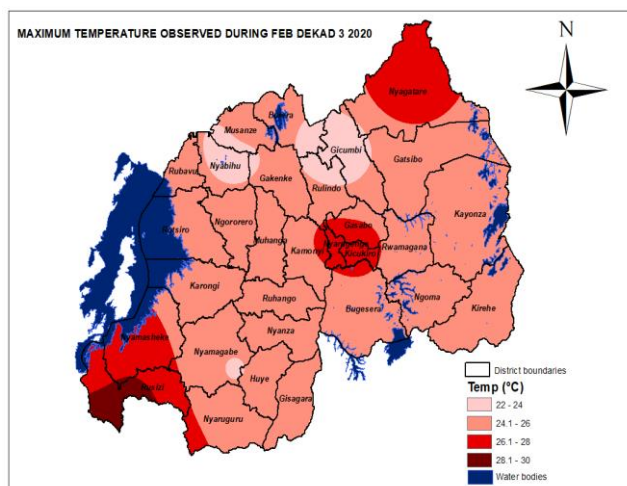 MAXIMUM TEMPERATURE OBSERVED DURING FEB DEKAD 3 2020
N
Nyagatare
Burera
Musanze
Gicumbi
Nyabihu
Gatsibo
Rubavu
Gakenke
Rulindo
Kayonza
Rutsiro
Ngororero
Gasabo
Muhanga
Kamonyi
Nyarugenge
Kicukiro
Rwamagana
Karongi
Ruhango
Bugesera
Ngoma
Kirehe
Nyamasheke
Nyanza
Nyamagabe
Huye
Rusizi
Gisagara
Nyaruguru
District boundaries
Temp (°C)
22 - 24
24.1 - 26
26.1 - 28
28.1 - 30
Water bodies